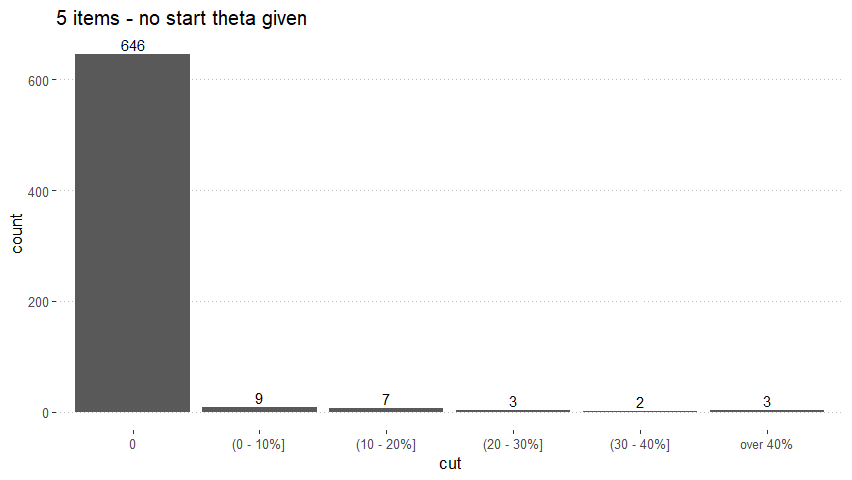 5 items - no start theta given
646
600
400
count
200
9
7
3
2
3
0
0
(0 - 10%]
(10 - 20%]
(20 - 30%]
(30 - 40%]
over 40%
cut